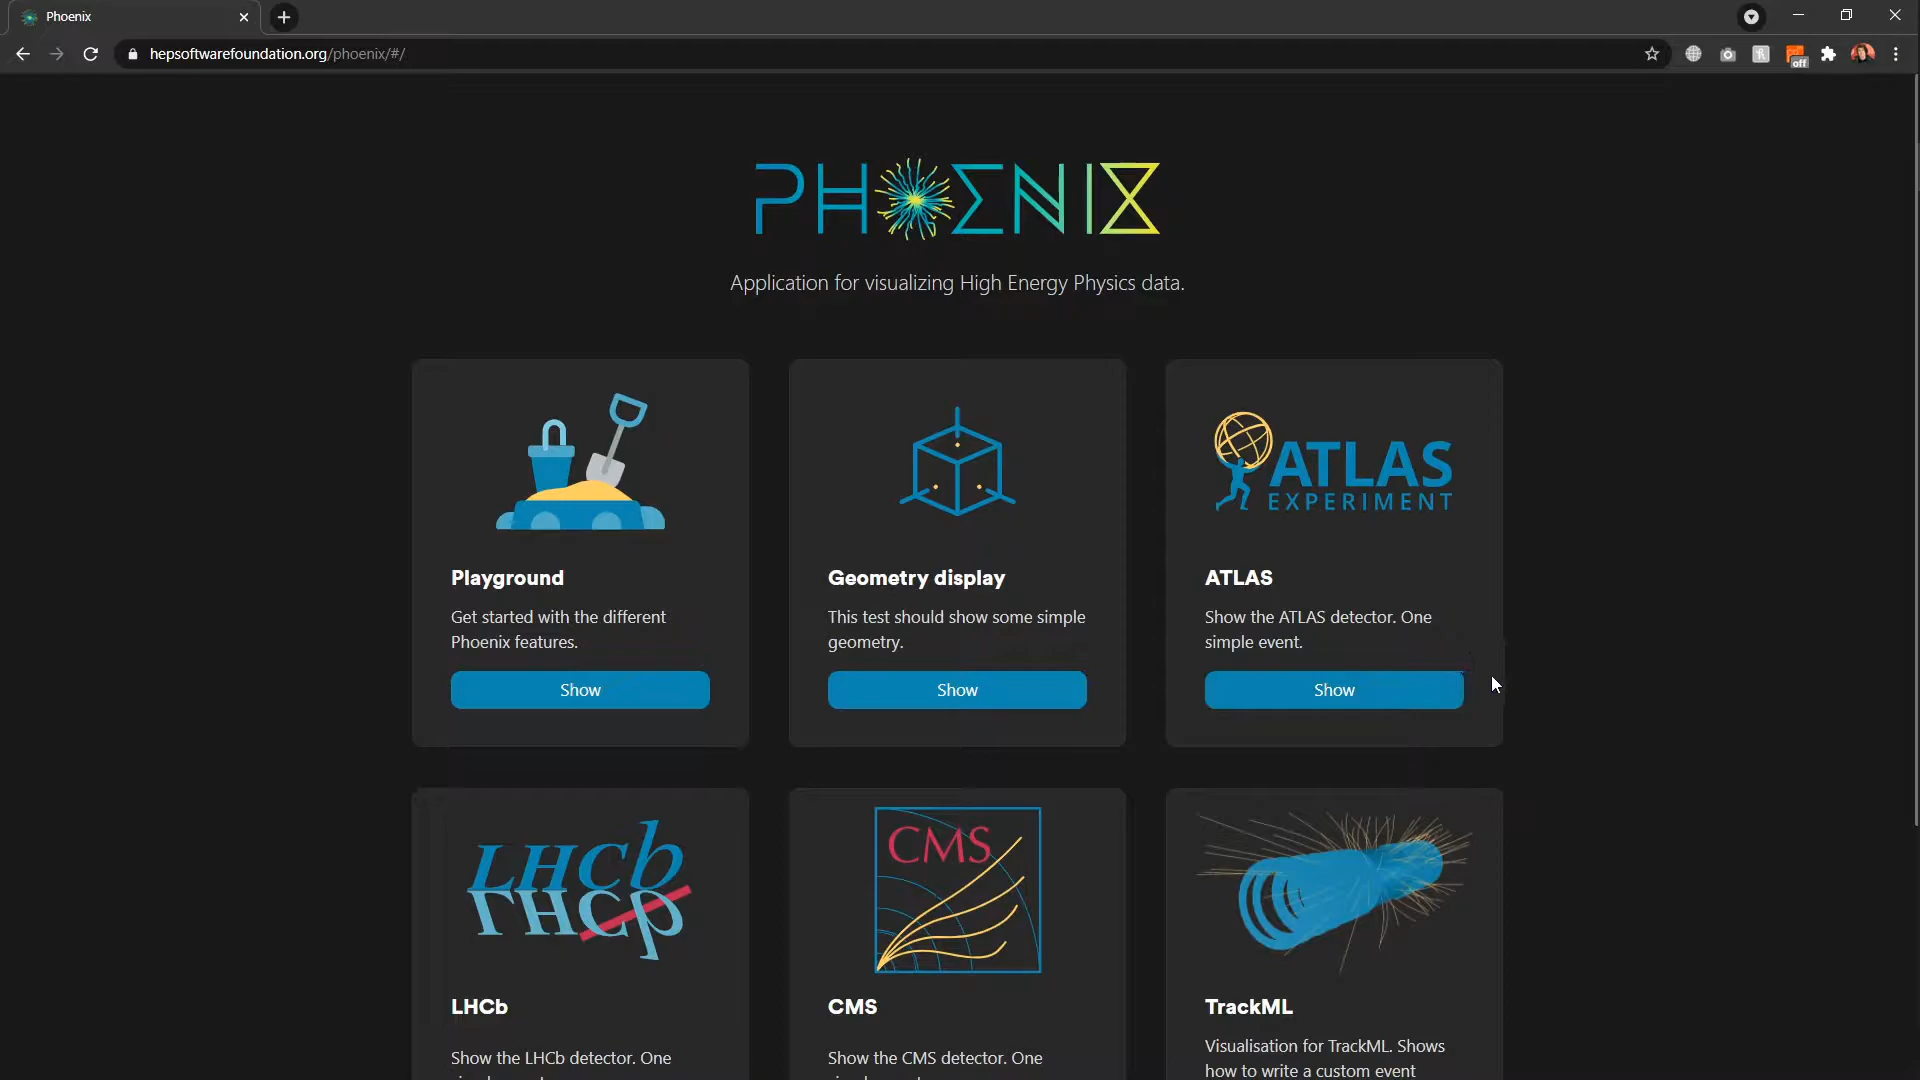 Phoenix
hepsoftwarefoundation.org/phoenix/#/
off
PHOENIX
Application for visualizing High Energy Physics data.
ATLAS
EXPERIMENT
Playground
Get started with the different
Phoenix features.
Show
Geometry display
This test should show some simple
geometry.
Show
ATLAS
Show the ATLAS detector. One
simple event.
Show
LHCb
LHCb
CMS
LHCb
Show the LHCb detector. One
CMS
Show the CMS detector. One
TrackML
Visualisation for TrackML. Shows
how to write a custom event